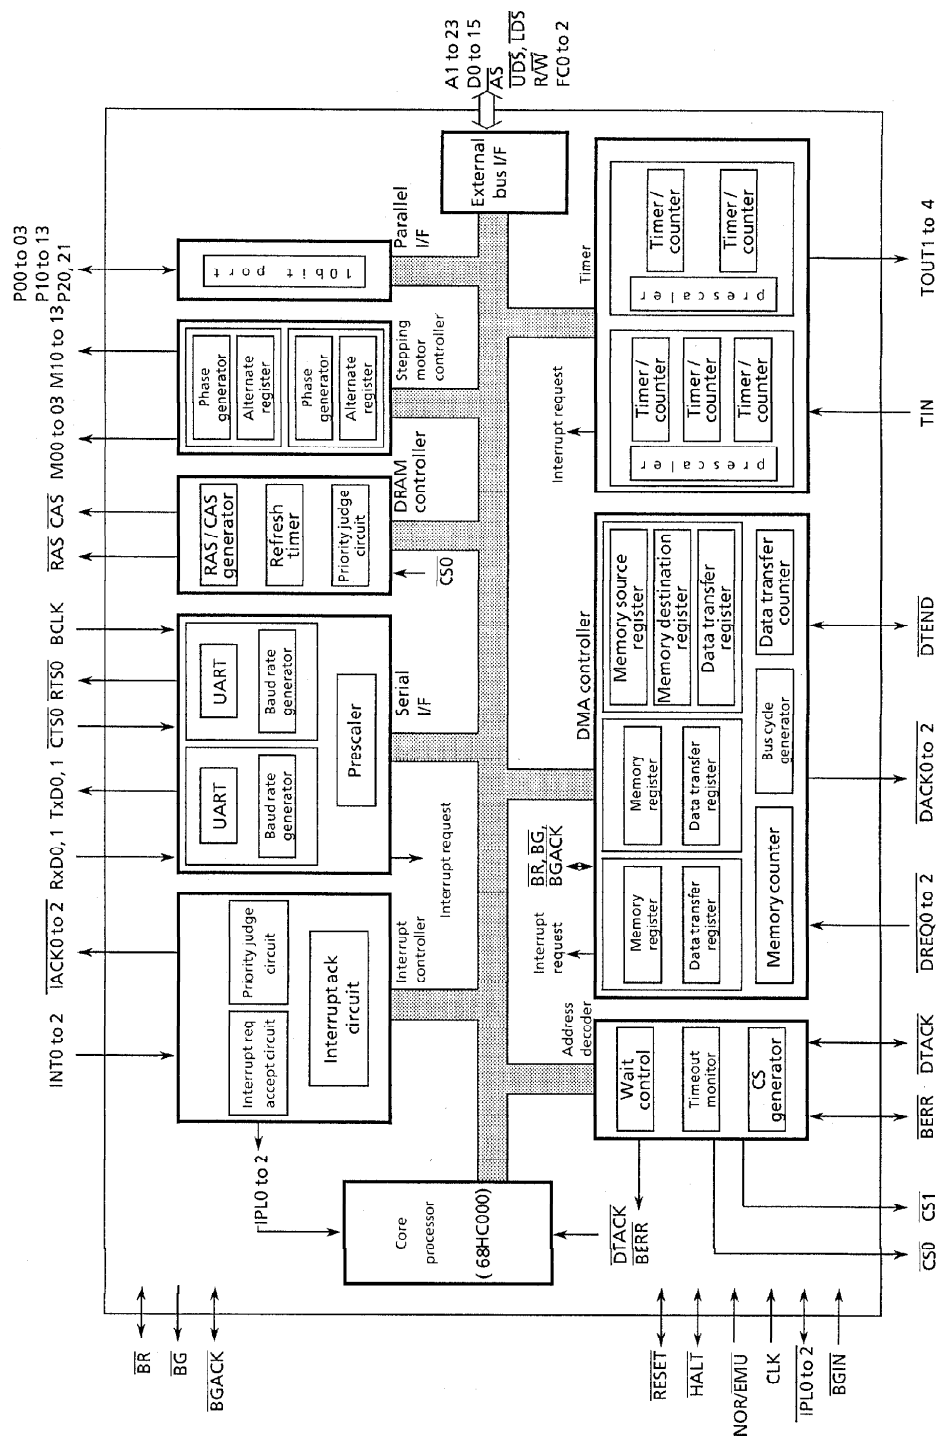 BR
BG
BGACK
INT0 to 2
IACK0 to 2
RxD0, 1
TxD0, 1
CTS0
RTS0
BCLK
RAS
CAS
M00 to 03
M10 to 13
P00 to 03
P10 to 13
P20, 21
Interrupt req
accept circuit
Priority judge
circuit
Interrupt ack
circuit
Interrupt
controller
IPL0 to 2
UART
Baud rate
generator
UART
Baud rate
generator
Prescaler
Serial
I/F
Interrupt request
RAS / CAS
generator
Refresh
timer
Priority judge
circuit
DRAM
controller
CS0
Phase
generator
Alternate
register
Phase
generator
Alternate
register
Stepping
motor
controller
10bit port
Parallel
I/F
Core
processor
( 68HC000)
External
bus I/F
A1 to 23
D0 to 15
AS
UDS, LDS
R/W
FC0 to 2
DTACK
BERR
Address
decoder
Wait
control
Timeout
monitor
CS
generator
Interrupt
request
BR, BG,
BGACK
DMA controller
Memory
register
Data transfer
register
Memory
register
Data transfer
register
Memory source
register
Memory destination
register
Data transfer
register
Memory counter
Bus cycle
generator
Data transfer
counter
Interrupt request
Timer
Timer /
counter
Timer /
counter
Timer /
counter
prescaler
Timer /
counter
Timer /
counter
prescaler
RESET
HALT
NOR/EMU
CLK
IPL0 to 2
BGIN
CS0
CS1
BERR
DTACK
DREQ0 to 2
DACK0 to 2
DTEND
TIN
TOUT1 to 4